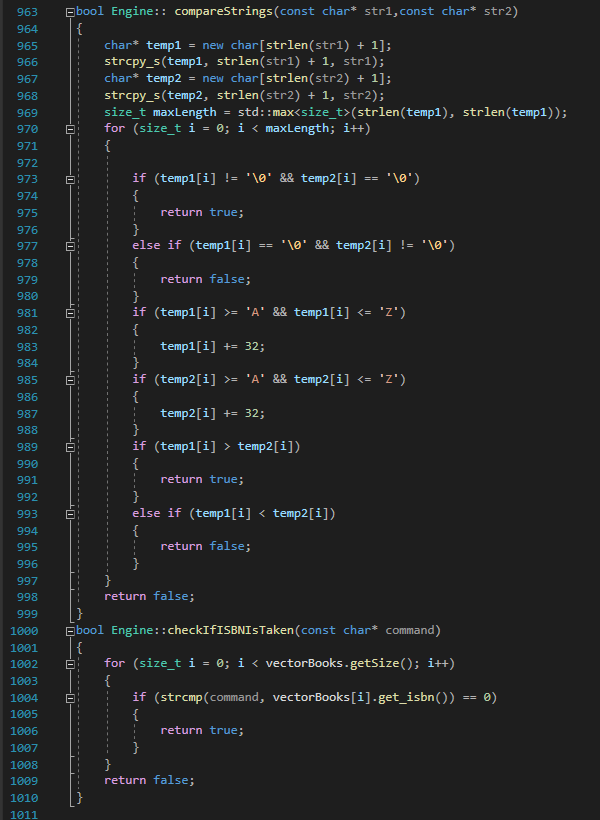 963 bool Engine:: compareStrings(const char* str1,const char* str2)
964 {
965 char* temp1 = new char[strlen(str1) + 1];
966 strcpy_s(temp1, strlen(str1) + 1, str1);
967 char* temp2 = new char[strlen(str2) + 1];
968 strcpy_s(temp2, strlen(str2) + 1, str2);
969 size_t maxLength = std::max<size_t>(strlen(temp1), strlen(temp1));
970 for (size_t i = 0; i < maxLength; i++)
971 {
972
973 if (temp1[i] != '\0' && temp2[i] == '\0')
974 {
975 return true;
976 }
977 else if (temp1[i] == '\0' && temp2[i] != '\0')
978 {
979 return false;
980 }
981 if (temp1[i] >= 'A' && temp1[i] <= 'Z')
982 {
983 temp1[i] += 32;
984 }
985 if (temp2[i] >= 'A' && temp2[i] <= 'Z')
986 {
987 temp2[i] += 32;
988 }
989 if (temp1[i] > temp2[i])
990 {
991 return true;
992 }
993 else if (temp1[i] < temp2[i])
994 {
995 return false;
996 }
997 }
998 return false;
999 }
1000 bool Engine::checkIfISBNIsTaken(const char* command)
1001 {
1002 for (size_t i = 0; i < vectorBooks.getSize(); i++)
1003 {
1004 if (strcmp(command, vectorBooks[i].get_isbn()) == 0)
1005 {
1006 return true;
1007 }
1008 }
1009 return false;
1010 }
1011